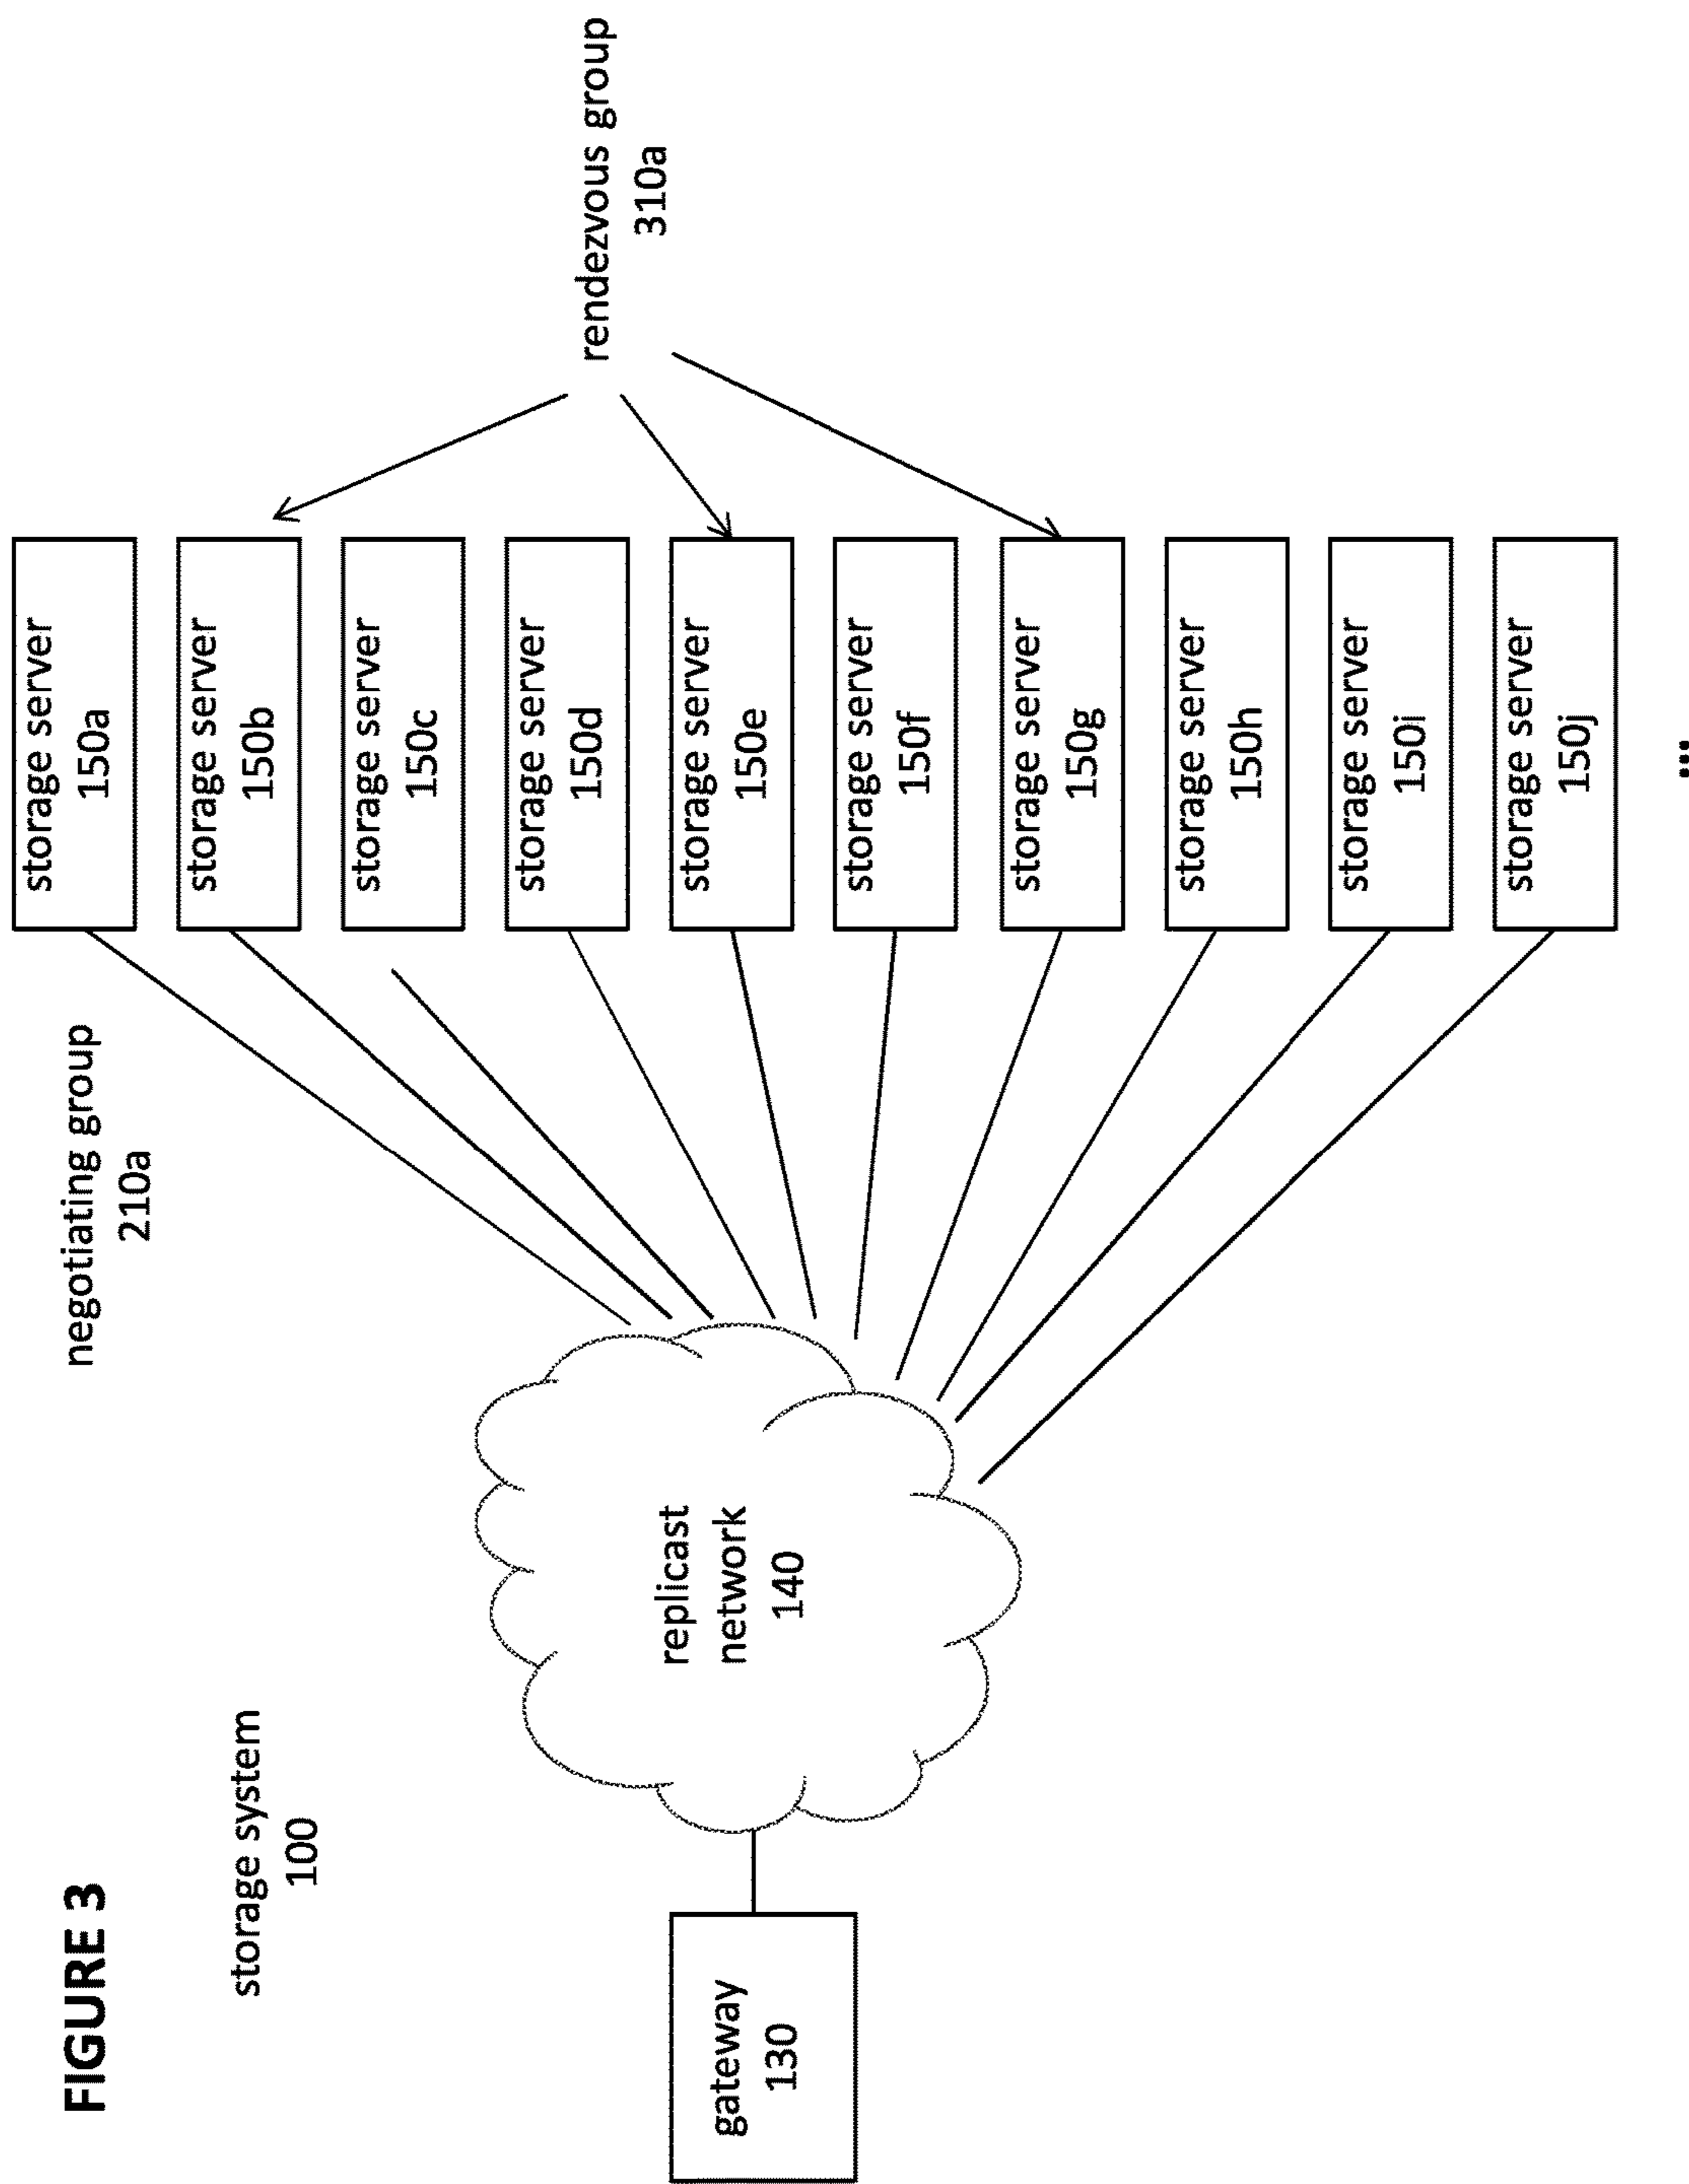 FIGURE 3
storage system
100
negotiating group
210a
gateway
130
replicast
network
140
storage server
150a
storage server
150b
storage server
150c
storage server
150d
storage server
150e
storage server
150f
storage server
150g
storage server
150h
storage server
150i
storage server
150j
...
rendezvous group
310a